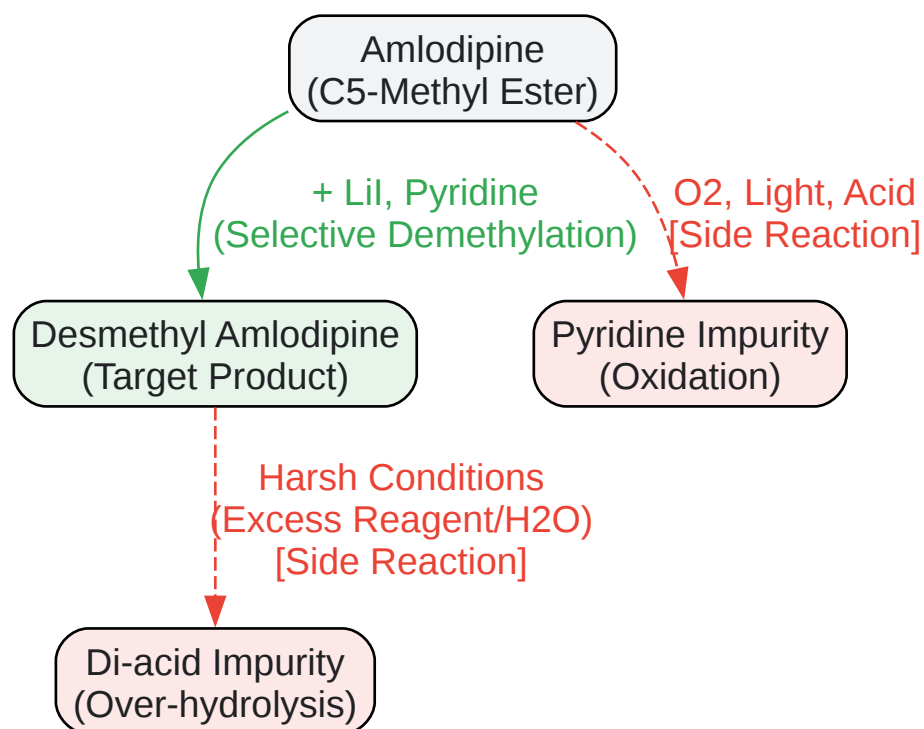 Amlodipine
(C5-Methyl Ester)
+ LiI, Pyridine
(Selective Demethylation)
O2, Light, Acid
[Side Reaction]
Desmethyl Amlodipine
(Target Product)
Pyridine Impurity
(Oxidation)
Harsh Conditions
(Excess Reagent/H2O)
[Side Reaction]
Di-acid Impurity
(Over-hydrolysis)